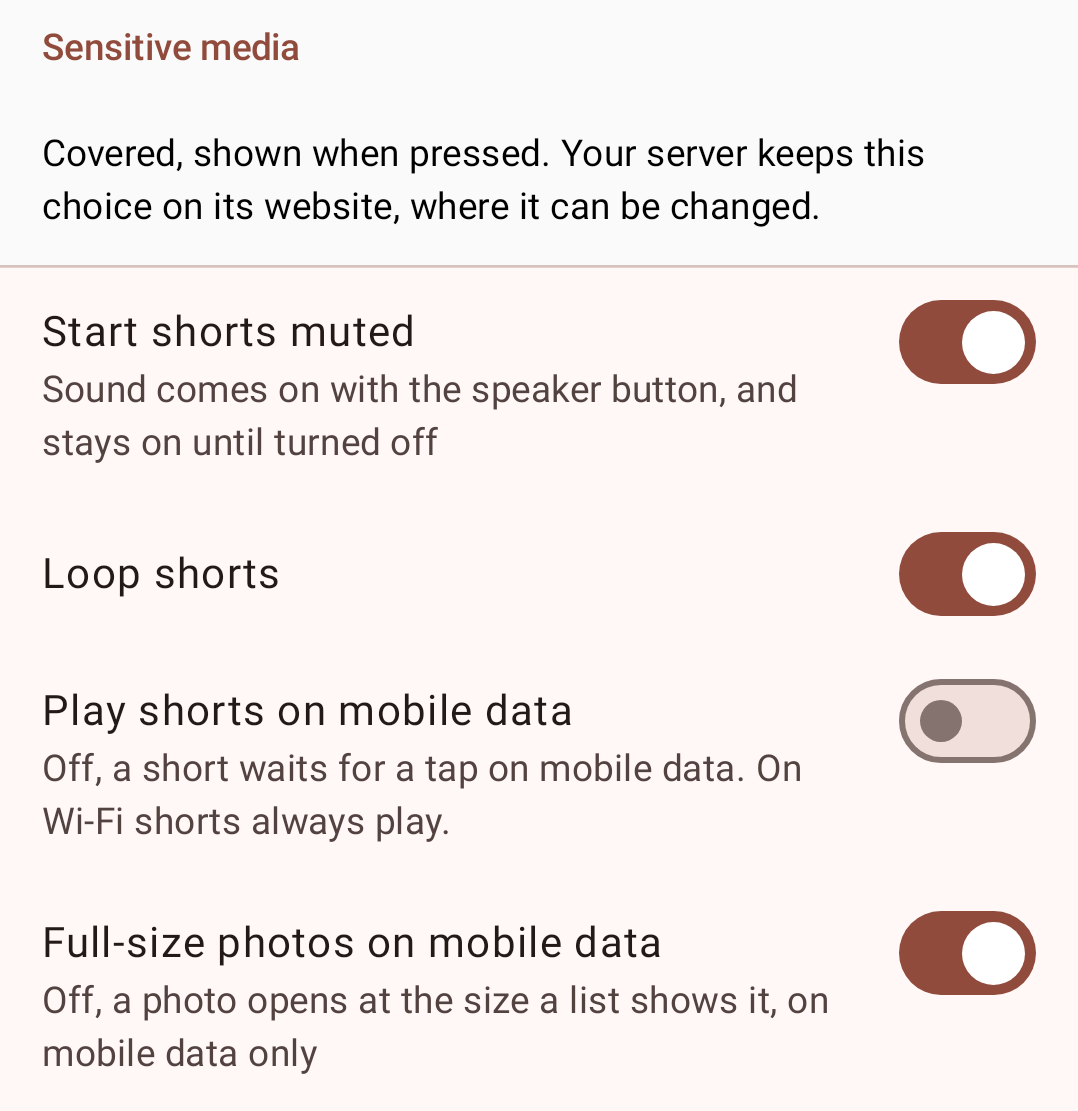 Sensitive media
Covered, shown when pressed. Your server keeps this
choice on its website, where it can be changed.
Start shorts muted
Sound comes on with the speaker button, and
stays on until turned off
Loop shorts
Play shorts on mobile data
Off, a short waits for a tap on mobile data. On
Wi-Fi shorts always play.
Full-size photos on mobile data
Off, a photo opens at the size a list shows it, on
mobile data only